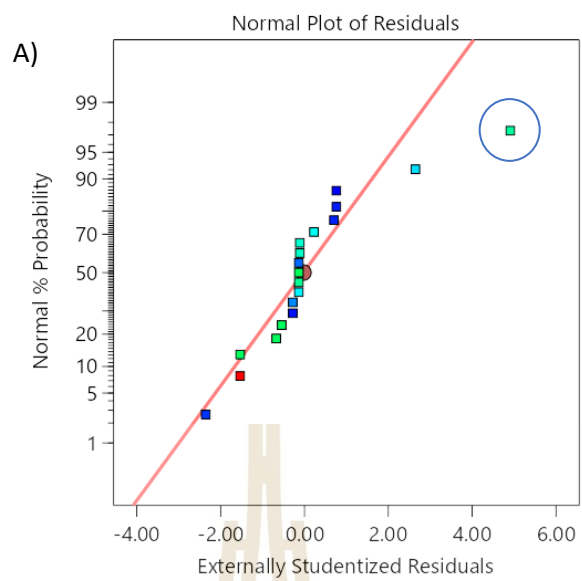 Normal Plot of Residuals
A)
99
95
90
70
50
20
10
5
1
Normal % Probability
-4.00 -2.00 0.00 2.00 4.00 6.00
Externally Studentized Residuals